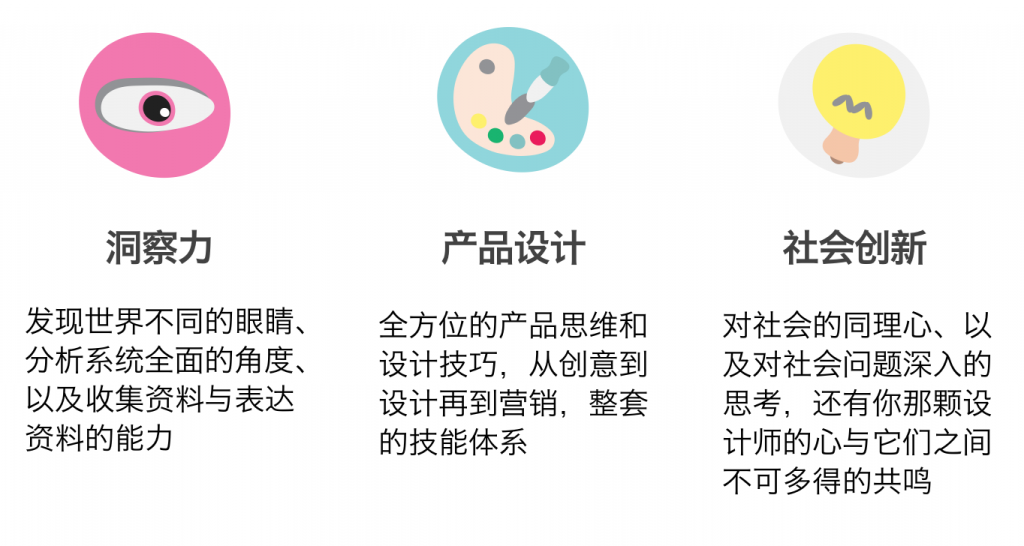 洞察力
发现世界不同的眼睛、
分析系统全面的角度、
以及收集资料与表达
资料的能力
产品设计
全方位的产品思维和
设计技巧，从创意到
设计再到营销，整套
的技能体系
社会创新
对社会的同理心、以
及对社会问题深入的
思考，还有你那颗设
计师的心与它们之间
不可多得的共鸣